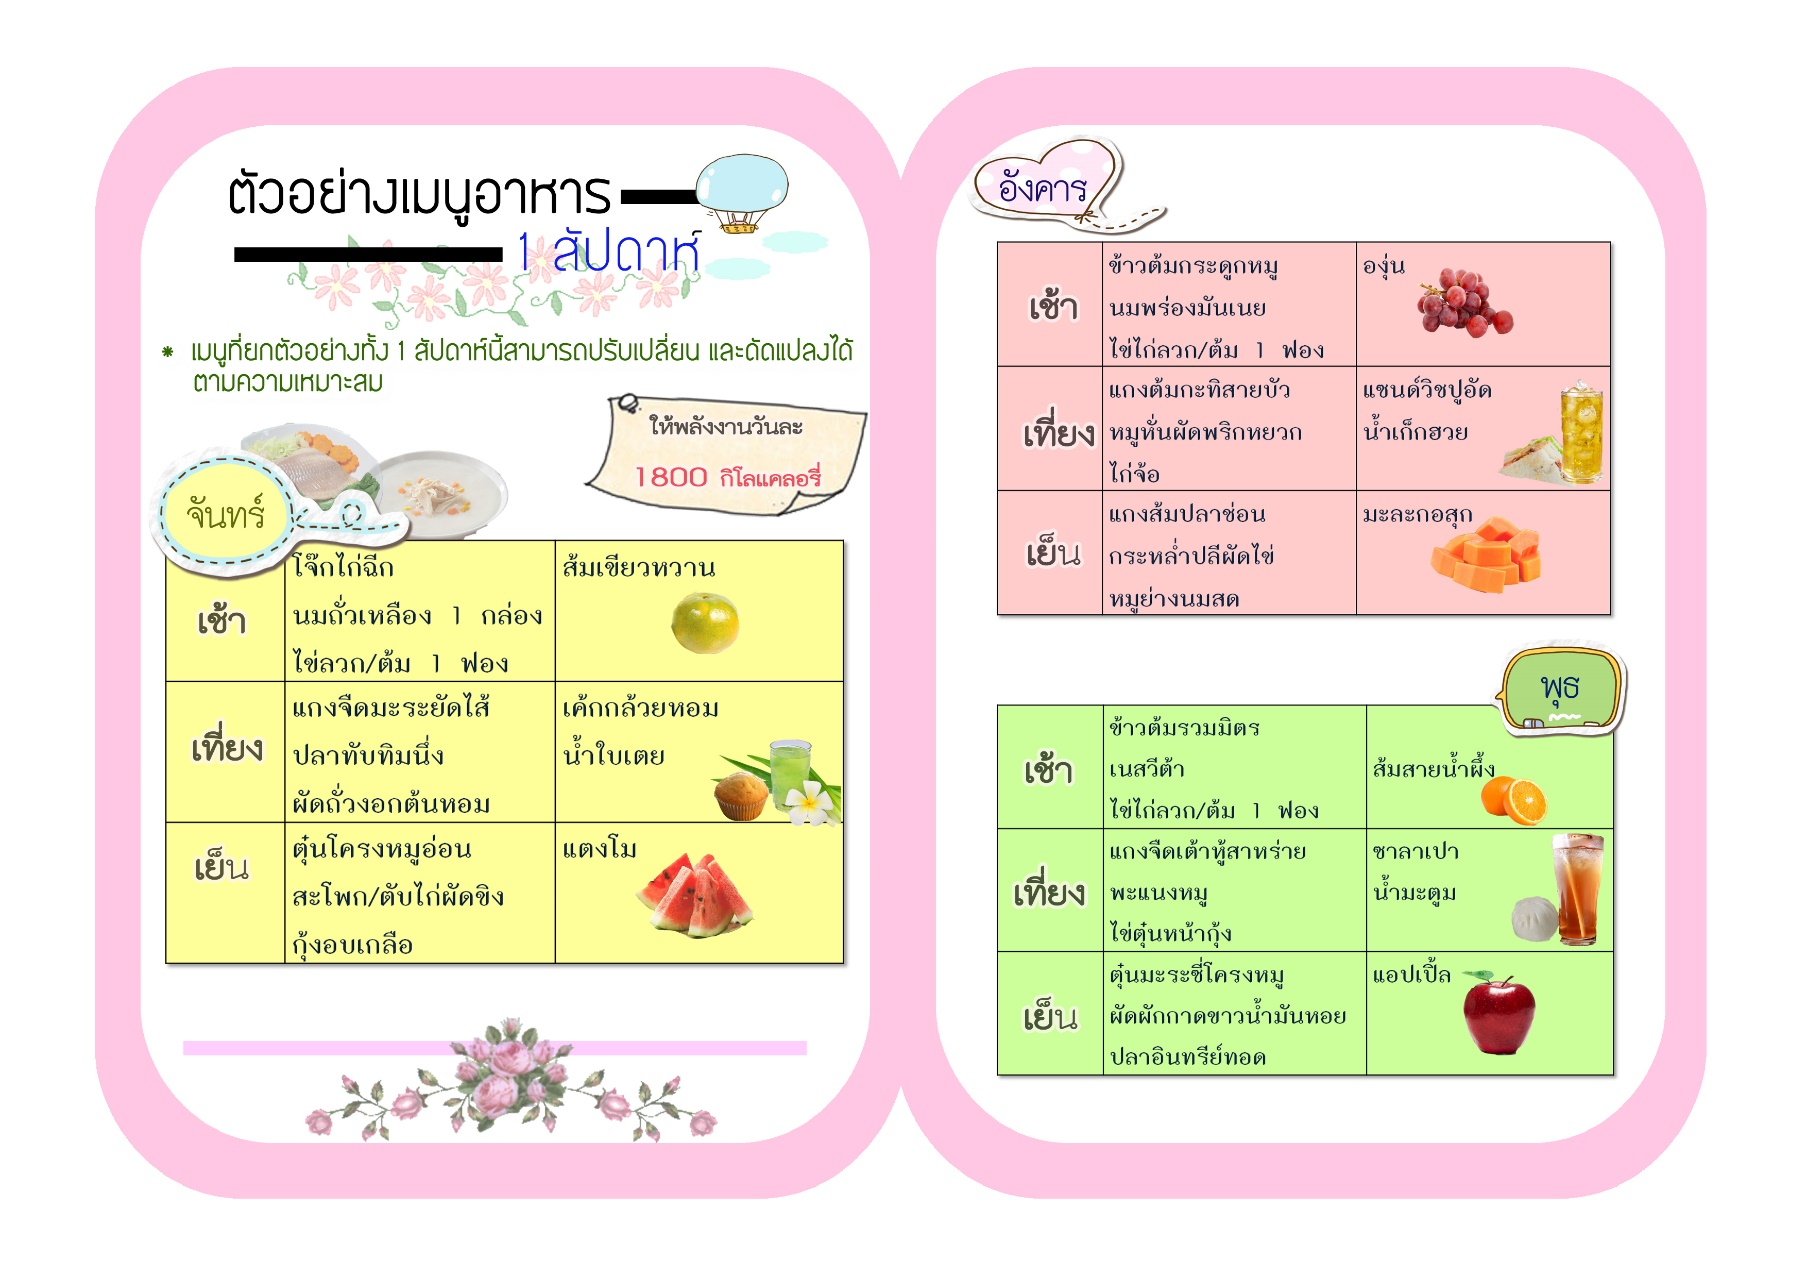 ตัวอย่างเมนูอาหาร
1 สัปดาห์
* เมนูที่ยกตัวอย่างทั้ง 1 สัปดาห์นี้สามารถปรับเปลี่ยน และดัดแปลงได้
ตามความเหมาะสม
ให้พลังงานวันละ
1800 กิโลแคลอรี่
จันทร์
เช้า
โจ๊กไก่ฉีก
นมถั่วเหลือง 1 กล่อง
ไข่ลวก/ต้ม 1 ฟอง
ส้มเขียวหวาน
เที่ยง
แกงจืดมะระยัดไส้
ปลาทับทิมนึ่ง
ผัดถั่วงอกต้นหอม
เค้กกล้วยหอม
น้ำใบเตย
เย็น
ตุ๋นโครงหมูอ่อน
สะโพก/ตับไก่ผัดขิง
กุ้งอบเกลือ
แตงโม
อังคาร
เช้า
ข้าวต้มกระดูกหมู
นมพร่องมันเนย
ไข่ไก่ลวก/ต้ม 1 ฟอง
องุ่น
เที่ยง
แกงต้มกะทิสายบัว
หมูหั่นผัดพริกหยวก
ไก่จ้อ
แซนด์วิชปูอัด
น้ำเก็กฮวย
เย็น
แกงส้มปลาช่อน
กระหล่ำปลีผัดไข่
หมูย่างนมสด
มะละกอสุก
พุธ
เช้า
ข้าวต้มรวมมิตร
เนสวีต้า
ไข่ไก่ลวก/ต้ม 1 ฟอง
ส้มสายน้ำผึ้ง
เที่ยง
แกงจืดเต้าหู้สาหร่าย
พะแนงหมู
ไข่ตุ๋นหน้ากุ้ง
ซาลาเปา
น้ำมะตูม
เย็น
ตุ๋นมะระซี่โครงหมู
ผัดผักกาดขาวน้ำมันหอย
ปลาอินทรีย์ทอด
แอปเปิ้ล